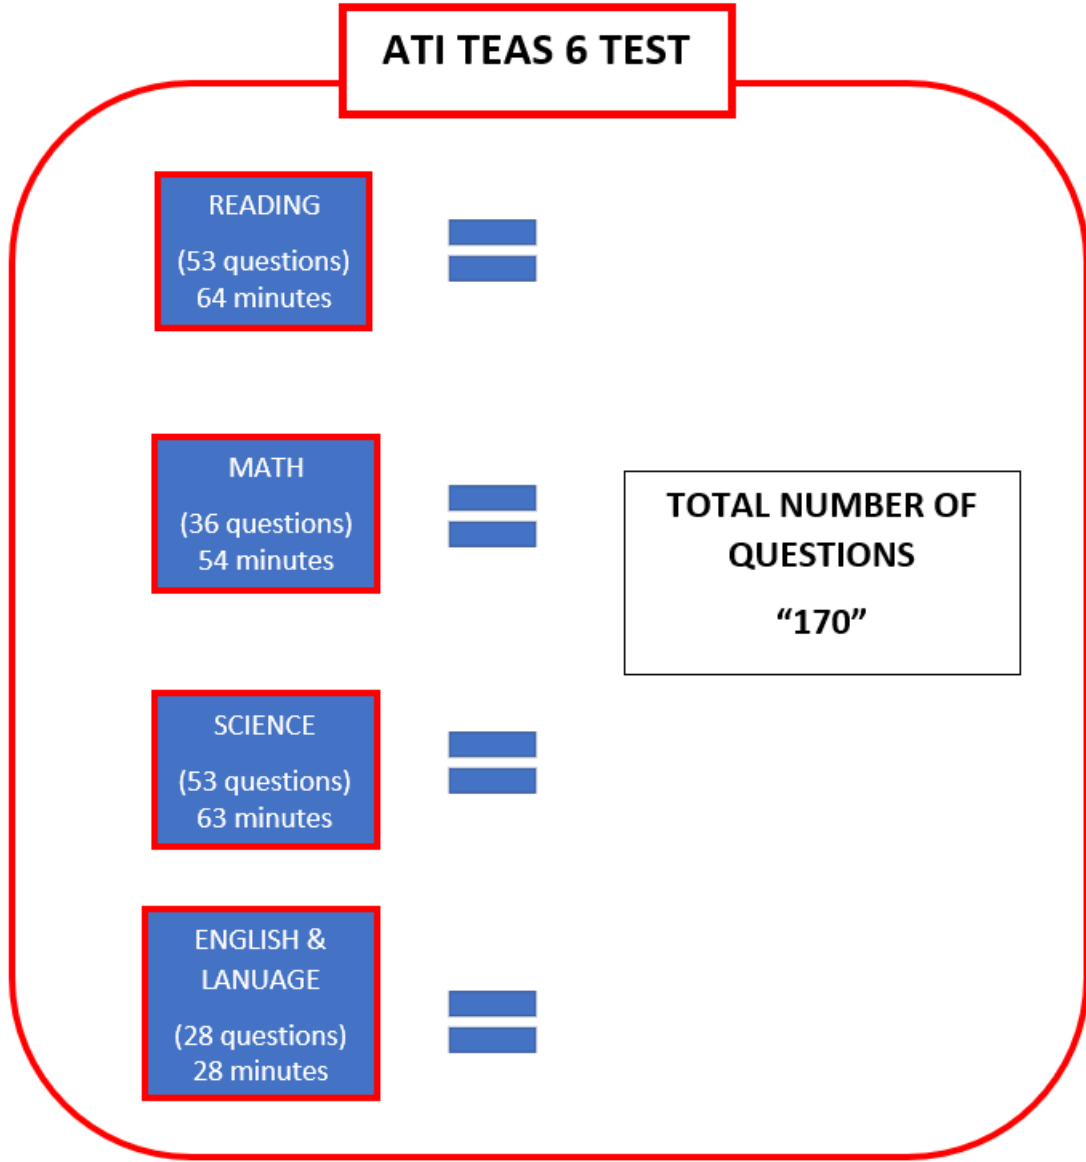 ATI TEAS 6 TEST
READING
(53 questions)
64 minutes
MATH
(36 questions)
54 minutes
TOTAL NUMBER OF
QUESTIONS
“170”
SCIENCE
(53 questions)
63 minutes
ENGLISH &
LANUAGE
(28 questions)
28 minutes